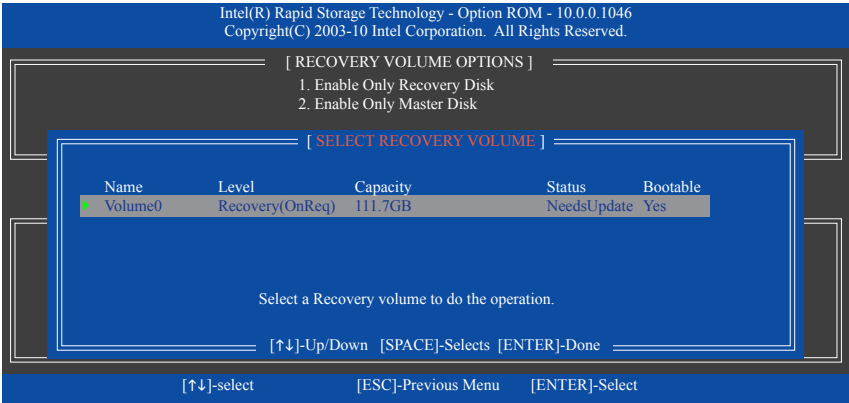 Intel(R) Rapid Storage Technology - Option ROM - 10.0.0.1046
Copyright(C) 2003-10 Intel Corporation. All Rights Reserved.
[ RECOVERY VOLUME OPTIONS ]
1. Enable Only Recovery Disk
2. Enable Only Master Disk
[ SELECT RECOVERY VOLUME ]
Name Level Capacity Status Bootable
Volume0 Recovery(OnReq) 111.7GB NeedsUpdate Yes
Select a Recovery volume to do the operation.
[↑↓]-Up/Down [SPACE]-Selects [ENTER]-Done
[↑↓]-select [ESC]-Previous Menu [ENTER]-Select